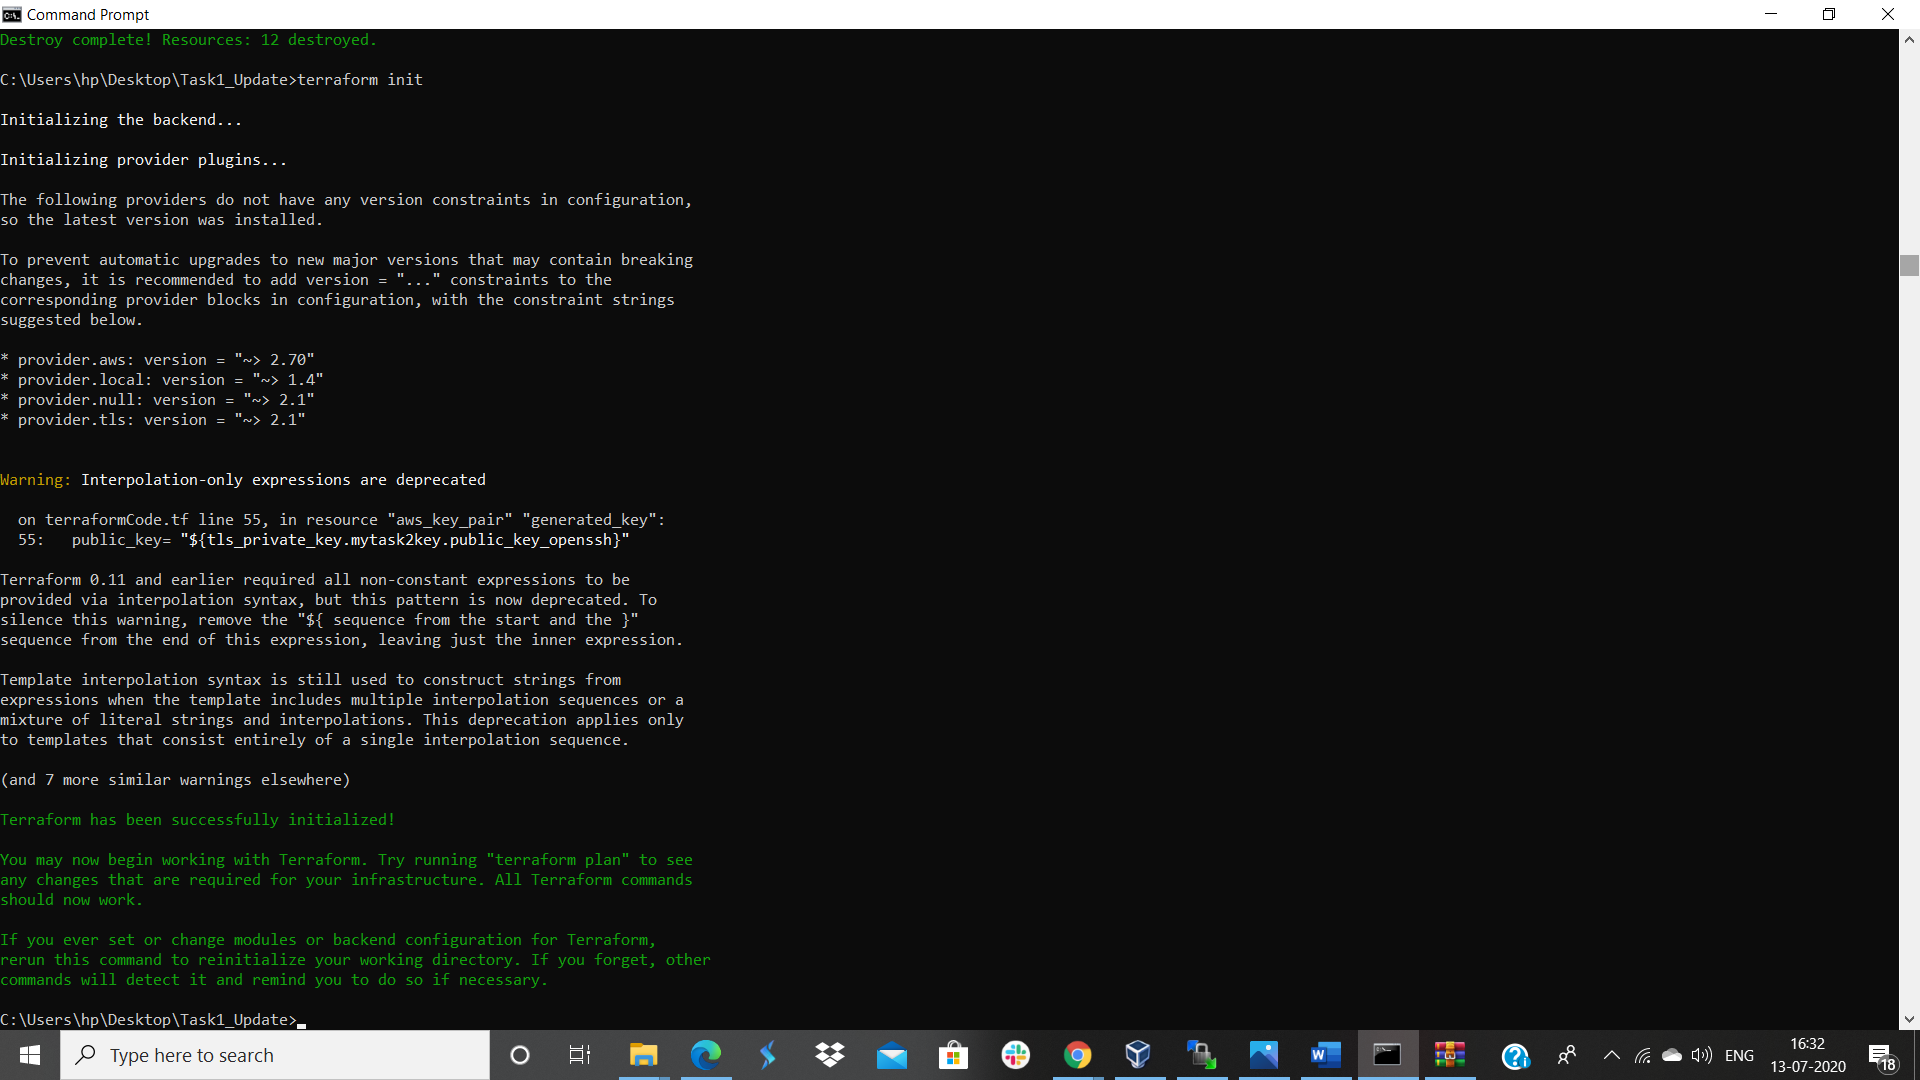 Command Prompt
Destroy complete! Resources: 12 destroyed.
C:\Users\hp\Desktop\Task1_Update>terraform init
Initializing the backend...
Initializing provider plugins...
The following providers do not have any version constraints in configuration,
so the latest version was installed.
To prevent automatic upgrades to new major versions that may contain breaking
changes, it is recommended to add version = "..." constraints to the
corresponding provider blocks in configuration, with the constraint strings
suggested below.
* provider.aws: version = "~> 2.70"
* provider.local: version = "~> 1.4"
* provider.null: version = "~> 2.1"
* provider.tls: version = "~> 2.1"
Warning: Interpolation-only expressions are deprecated
on terraformCode.tf line 55, in resource "aws_key_pair" "generated_key":
55:   public_key= "${tls_private_key.mytask2key.public_key_openssh}"
Terraform 0.11 and earlier required all non-constant expressions to be
provided via interpolation syntax, but this pattern is now deprecated. To
silence this warning, remove the "${ sequence from the start and the }"
sequence from the end of this expression, leaving just the inner expression.
Template interpolation syntax is still used to construct strings from
expressions when the template includes multiple interpolation sequences or a
mixture of literal strings and interpolations. This deprecation applies only
to templates that consist entirely of a single interpolation sequence.
(and 7 more similar warnings elsewhere)
Terraform has been successfully initialized!
You may now begin working with Terraform. Try running "terraform plan" to see
any changes that are required for your infrastructure. All Terraform commands
should now work.
If you ever set or change modules or backend configuration for Terraform,
rerun this command to reinitialize your working directory. If you forget, other
commands will detect it and remind you to do so if necessary.
C:\Users\hp\Desktop\Task1_Update>
Type here to search
ENG
16:32
13-07-2020
18